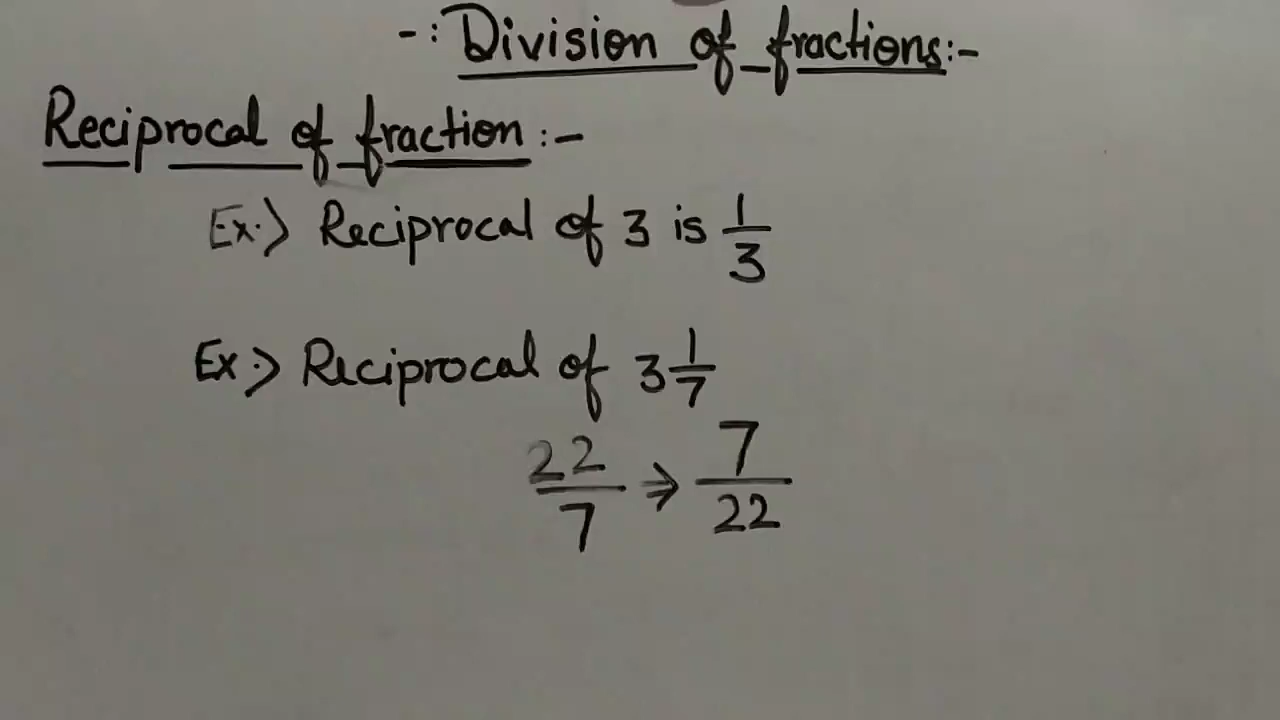 -: Division of fractions:-
Reciprocal of fraction:-
Ex.> Reciprocal of 3 is 1/3
Ex.> Reciprocal of 3 1/7
22/7 → 7/22